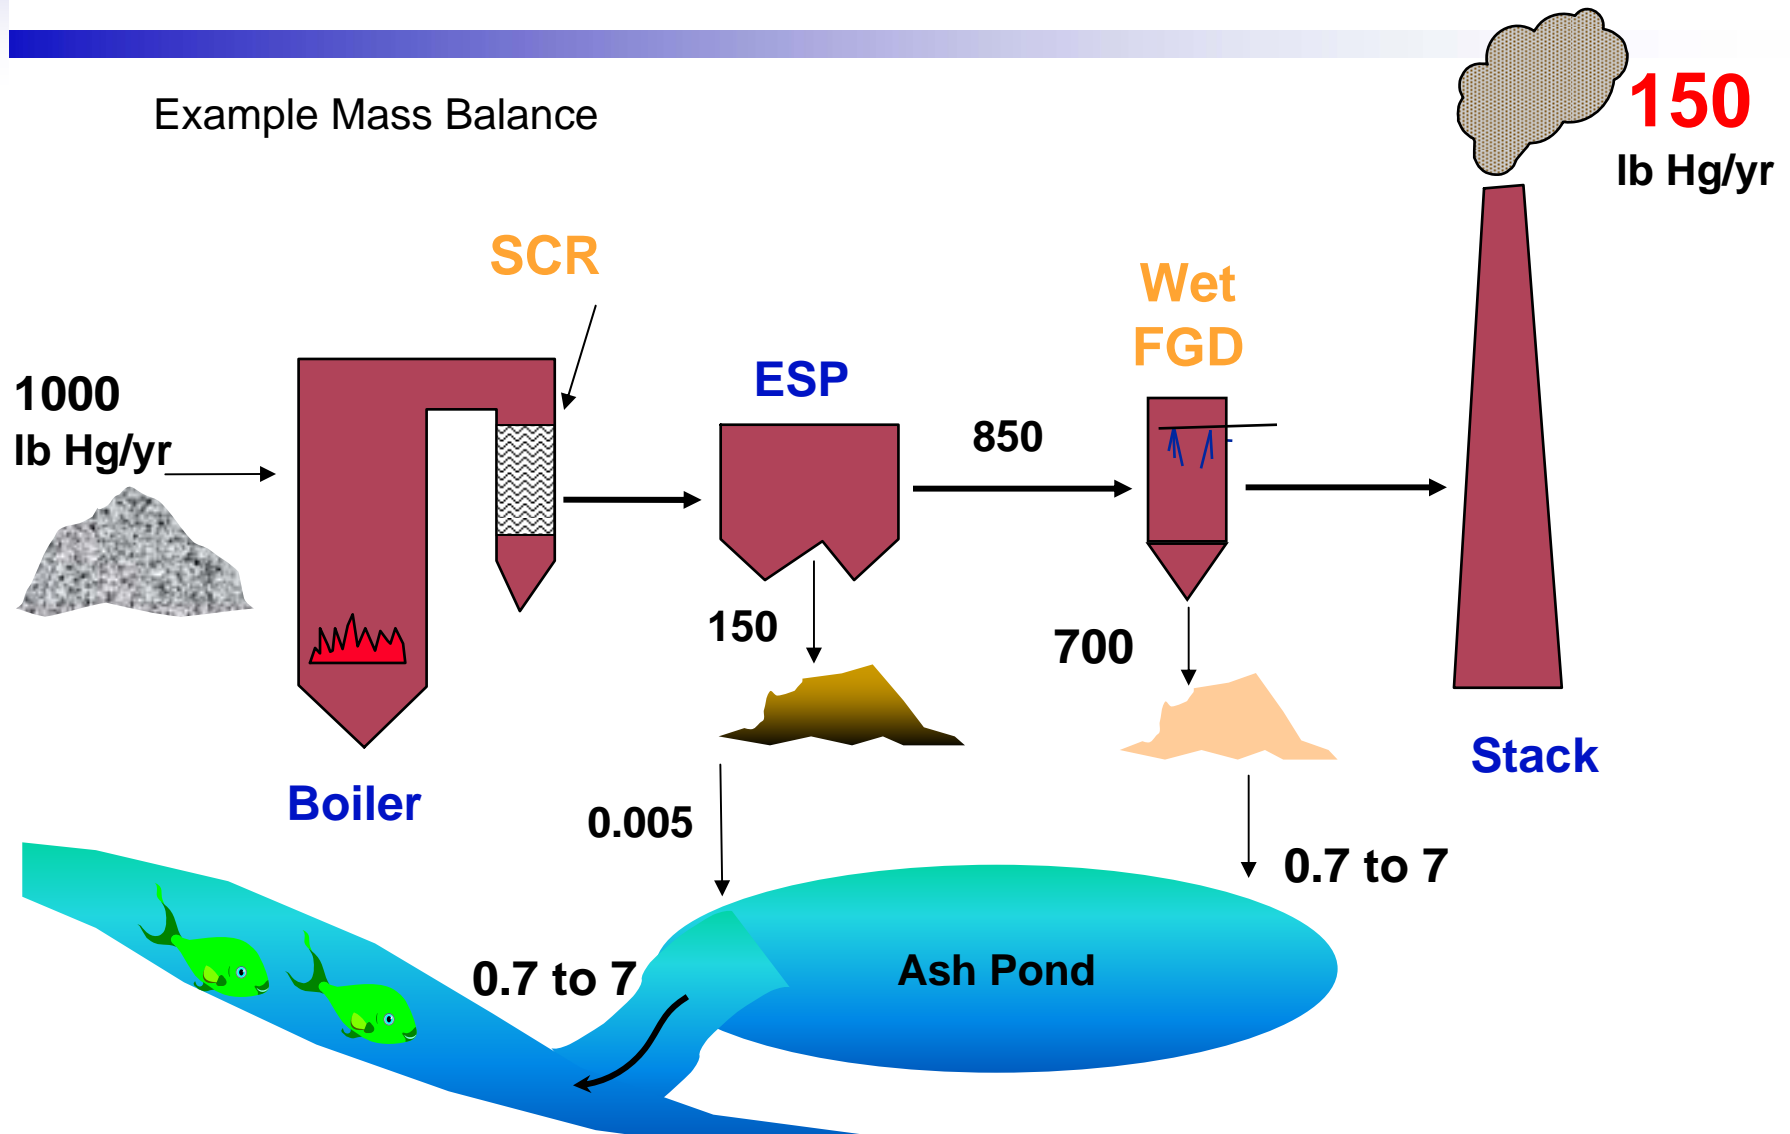 Example Mass Balance
150
lb Hg/yr
SCR
Wet
FGD
ESP
1000
lb Hg/yr
850
150
700
Stack
Boiler
0.005
0.7 to 7
0.7 to 7
Ash Pond